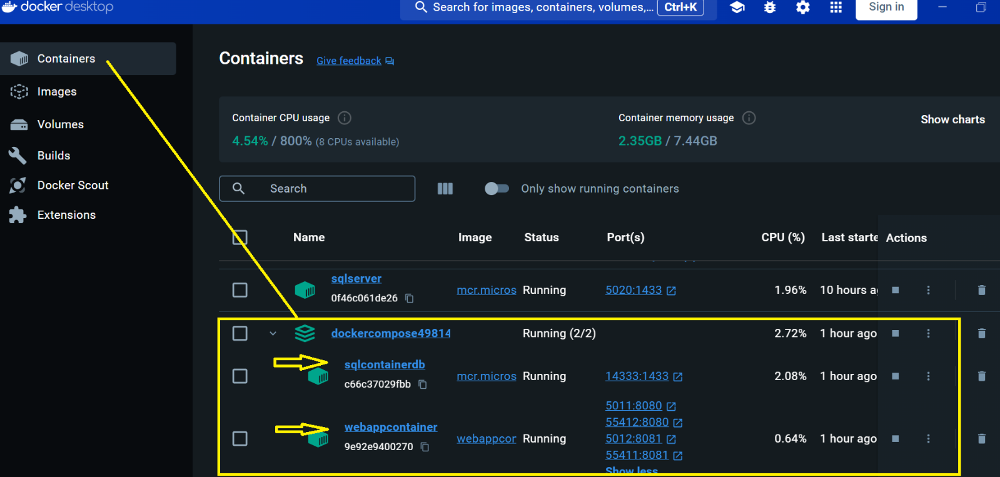 docker desktop
Search for images, containers, volumes,... Ctrl+K
Sign in
Containers
Images
Volumes
Builds
Docker Scout
Extensions
Containers Give feedback
Container CPU usage
4.54% / 800% (8 CPUs available)
Container memory usage
2.35GB / 7.44GB
Show charts
Search
Only show running containers
Name Image Status Port(s) CPU (%) Last starte Actions
sqlserver
0f46c061de26
mcr.micros Running 5020:1433 1.96% 10 hours ag
dockercompose49814 Running (2/2) 2.72% 1 hour ago
sqlcontainerdb
c66c37029fbb
mcr.micros Running 14333:1433 2.08% 1 hour ago
webappcontainer
9e92e9400270
webappcor Running
5011:8080
55412:8080
5012:8081
55411:8081
Show less
0.64% 1 hour ago